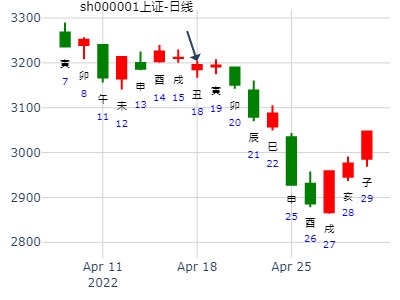 sh000001上证-日线
3300
3200
3100
3000
2900
2800
寅
7
卯
8
午
11
未
12
申
13
酉
14
戌
15
丑
18
寅
19
卯
20
辰
21
巳
22
申
25
酉
26
戌
27
亥
28
子
29
Apr 11
2022
Apr 18
Apr 25